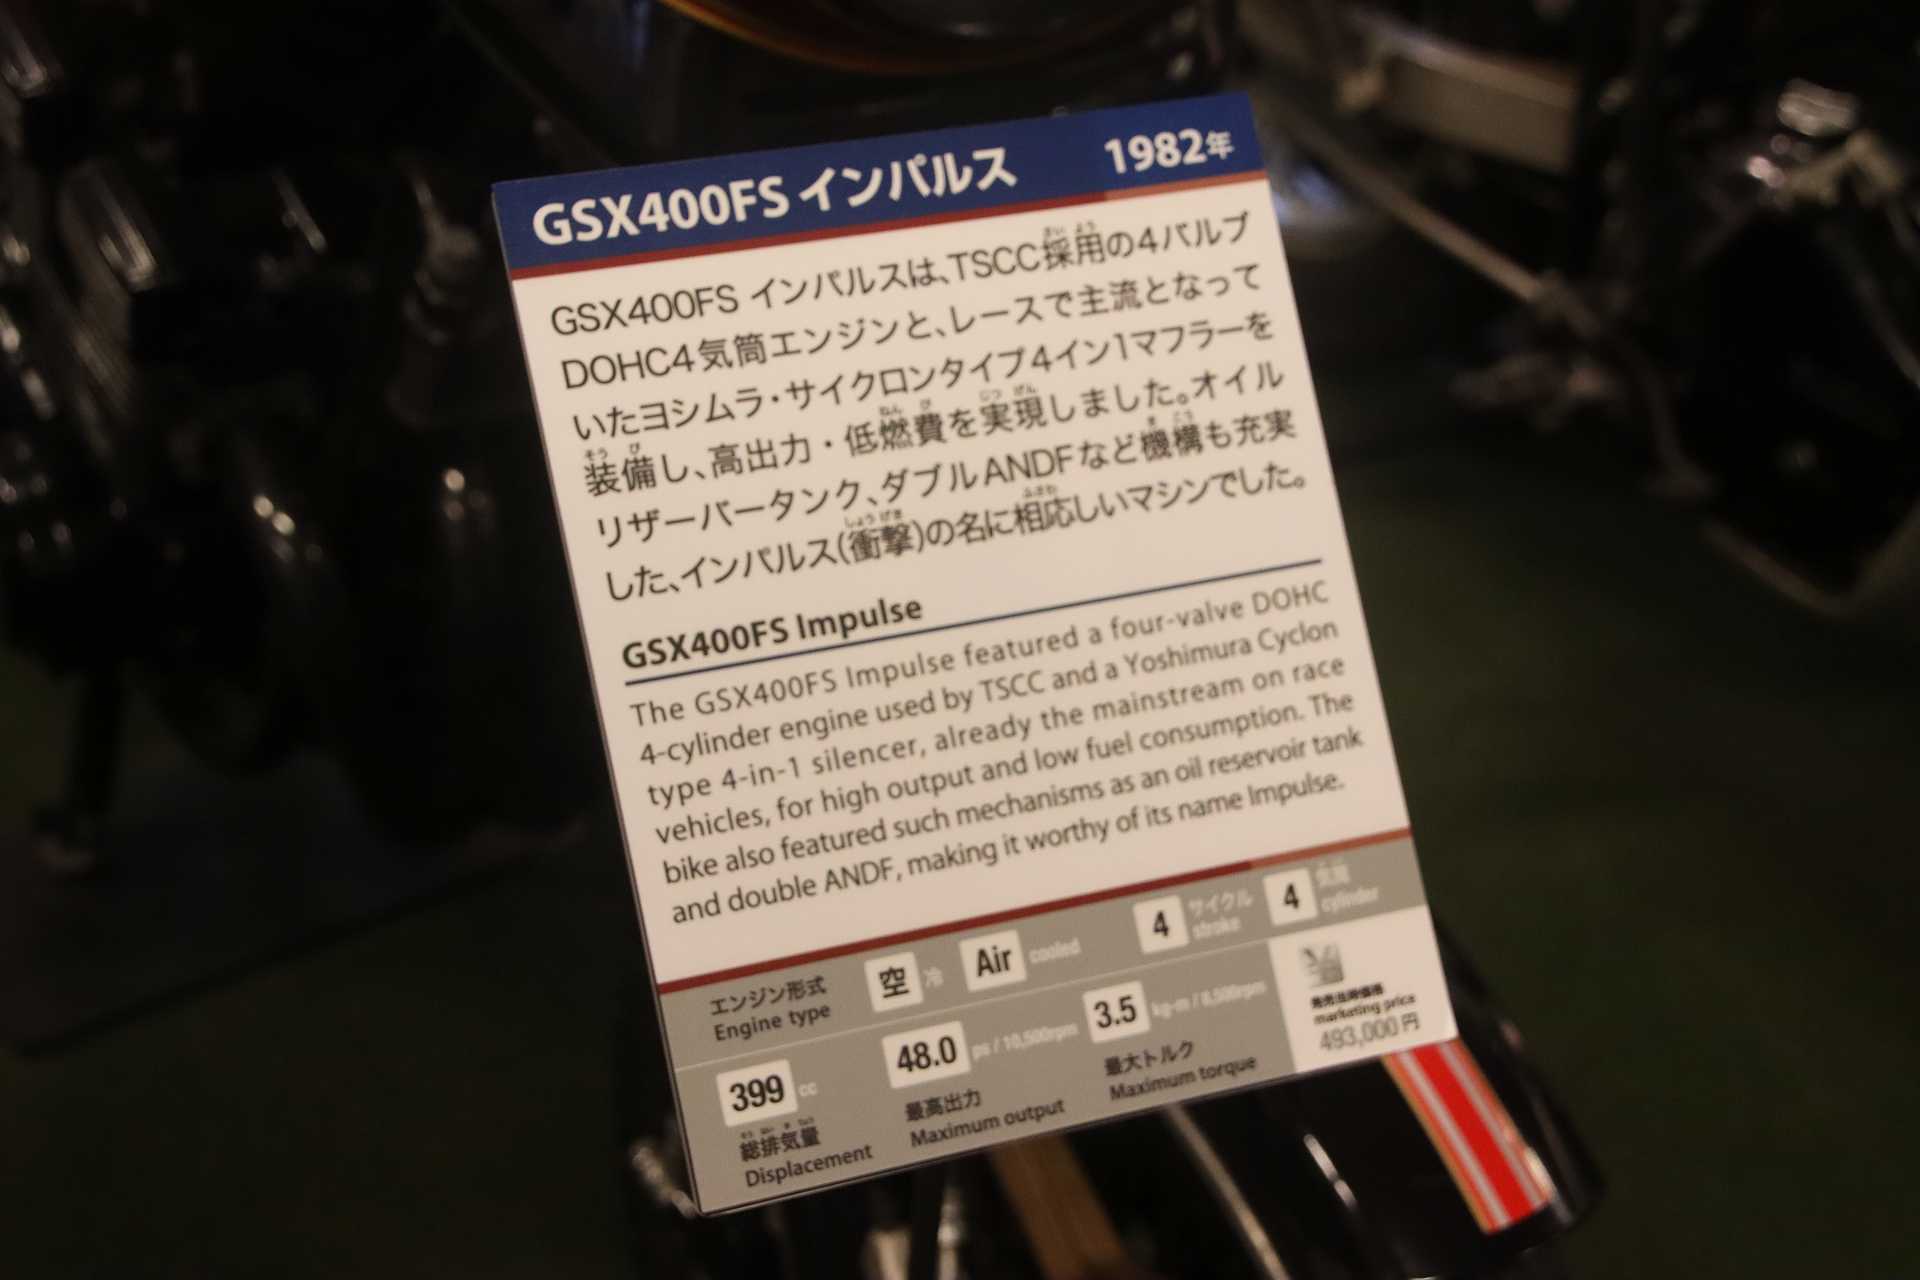 GSX400FS インパルス 1982年
GSX400FS インパルスは、TSCC採用の4バルブ
DOHC4気筒エンジンと、レースで主流となって
いたヨシムラ・サイクロンタイプ4イン1マフラーを
装備し、高出力・低燃費を実現しました。オイル
リザーバータンク、ダブルANDFなど機構も充実
した、インパルス(衝撃)の名に相応しいマシンでした。
GSX400FS Impulse
The GSX400FS Impulse featured a four-valve DOHC
4-cylinder engine used by TSCC and a Yoshimura Cyclon
type 4-in-1 silencer, already the mainstream on race
vehicles, for high output and low fuel consumption. The
bike also featured such mechanisms as an oil reservoir tank
and double ANDF, making it worthy of its name Impulse.
エンジン形式 空 冷 Air cooled 4 サイクル 4 気筒
Engine type stroke cylinder
399 cc 48.0 ps / 10,500rpm 3.5 kg-m / 8,500rpm
総排気量 最高出力 最大トルク
Displacement Maximum output Maximum torque
発売当時価格
marketing price
493,000円